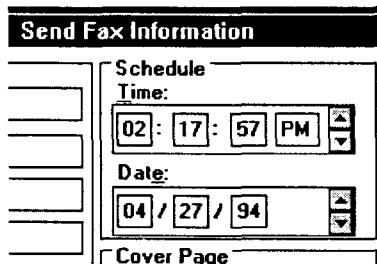 Send Fax Information
Schedule
Time:
02 : 17 : 57 PM
Date:
04 / 27 / 94
Cover Page